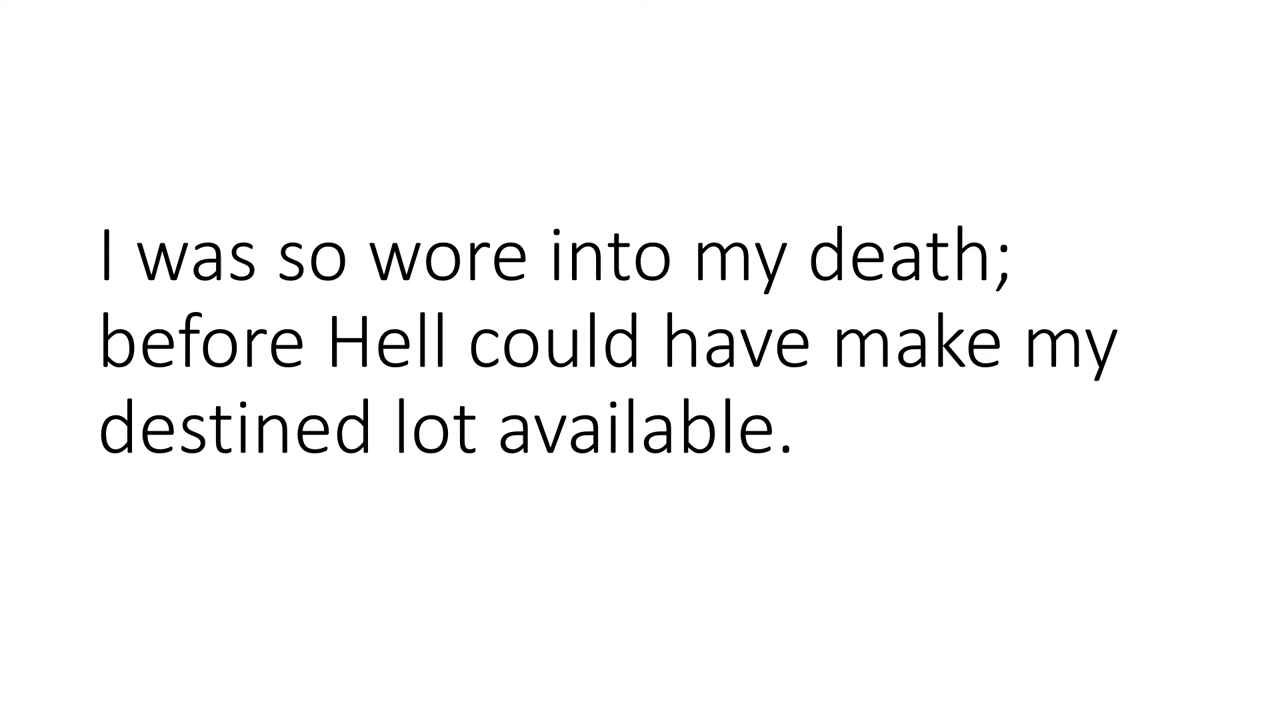 I was so wore into my death;
before Hell could have make my
destined lot available.